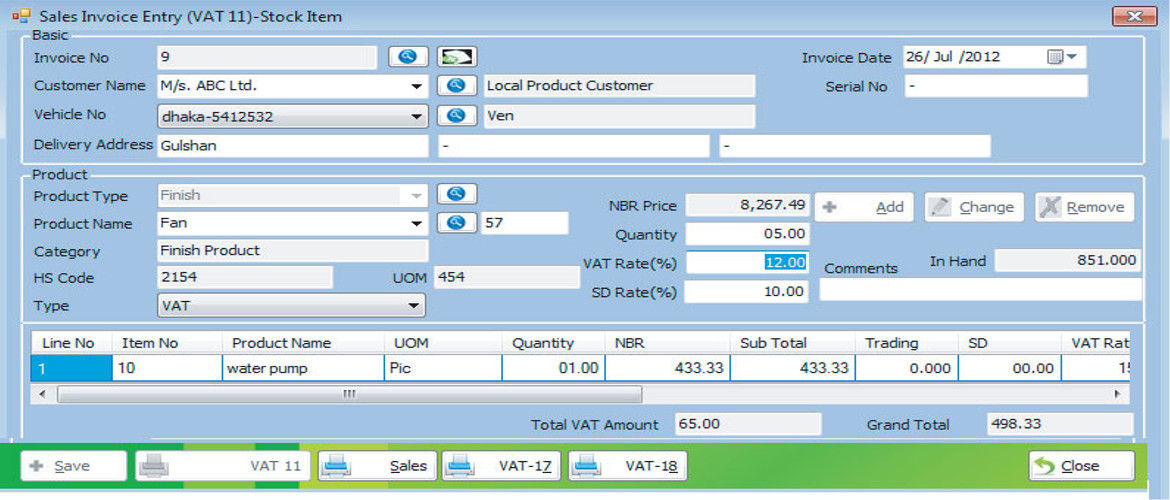 Sales Invoice Entry (VAT 11)-Stock Item
Basic
Invoice No 9 Invoice Date 26/ Jul /2012
Customer Name M/s. ABC Ltd. Local Product Customer Serial No -
Vehicle No dhaka-5412532 Ven
Delivery Address Gulshan - -
Product
Product Type Finish NBR Price 8,267.49 Add Change Remove
Product Name Fan 57 Quantity 05.00
Category Finish Product VAT Rate(%) 12.00 Comments In Hand 851.000
HS Code 2154 UOM 454 SD Rate(%) 10.00
Type VAT
Line No Item No Product Name UOM Quantity NBR Sub Total Trading SD VAT Rat
1 10 water pump Pic 01.00 433.33 433.33 0.000 00.00
Total VAT Amount 65.00 Grand Total 498.33
Save VAT 11 Sales VAT-17 VAT-18 Close